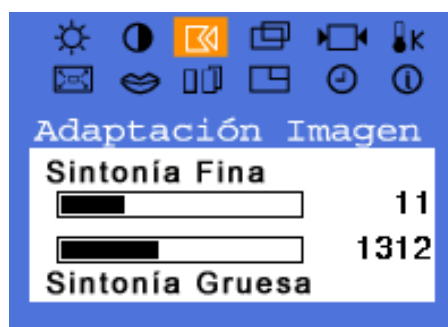 K
Adaptación Imagen
Sintonía Fina
11
1312
Sintonía Gruesa